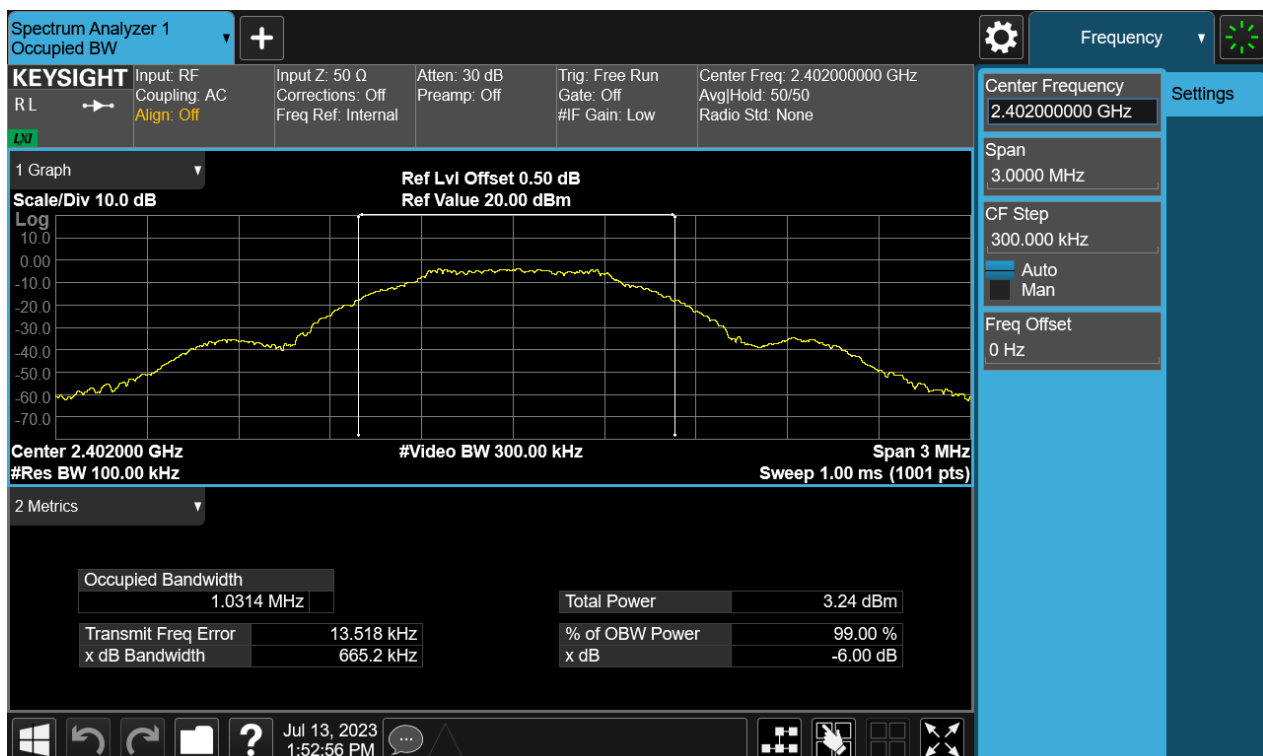 Spectrum Analyzer 1
Occupied BW
+
Frequency
KEYSIGHT
R L
LXI
Input: RF
Coupling: AC
Align: Off
Input Z: 50 Ω
Corrections: Off
Freq Ref: Internal
Atten: 30 dB
Preamp: Off
Trig: Free Run
Gate: Off
#IF Gain: Low
Center Freq: 2.402000000 GHz
Avg|Hold: 50/50
Radio Std: None
Center Frequency
2.402000000 GHz
Settings
Span
3.0000 MHz
CF Step
300.000 kHz
Auto
Man
Freq Offset
0 Hz
1 Graph
Scale/Div 10.0 dB
Ref Lvl Offset 0.50 dB
Ref Value 20.00 dBm
Log
10.0
0.00
-10.0
-20.0
-30.0
-40.0
-50.0
-60.0
-70.0
Center 2.402000 GHz
#Video BW 300.00 kHz
Span 3 MHz
#Res BW 100.00 kHz
Sweep 1.00 ms (1001 pts)
2 Metrics
Occupied Bandwidth
1.0314 MHz
Total Power 3.24 dBm
Transmit Freq Error 13.518 kHz
% of OBW Power 99.00 %
x dB Bandwidth 665.2 kHz
x dB -6.00 dB
?
Jul 13, 2023
1:52:56 PM